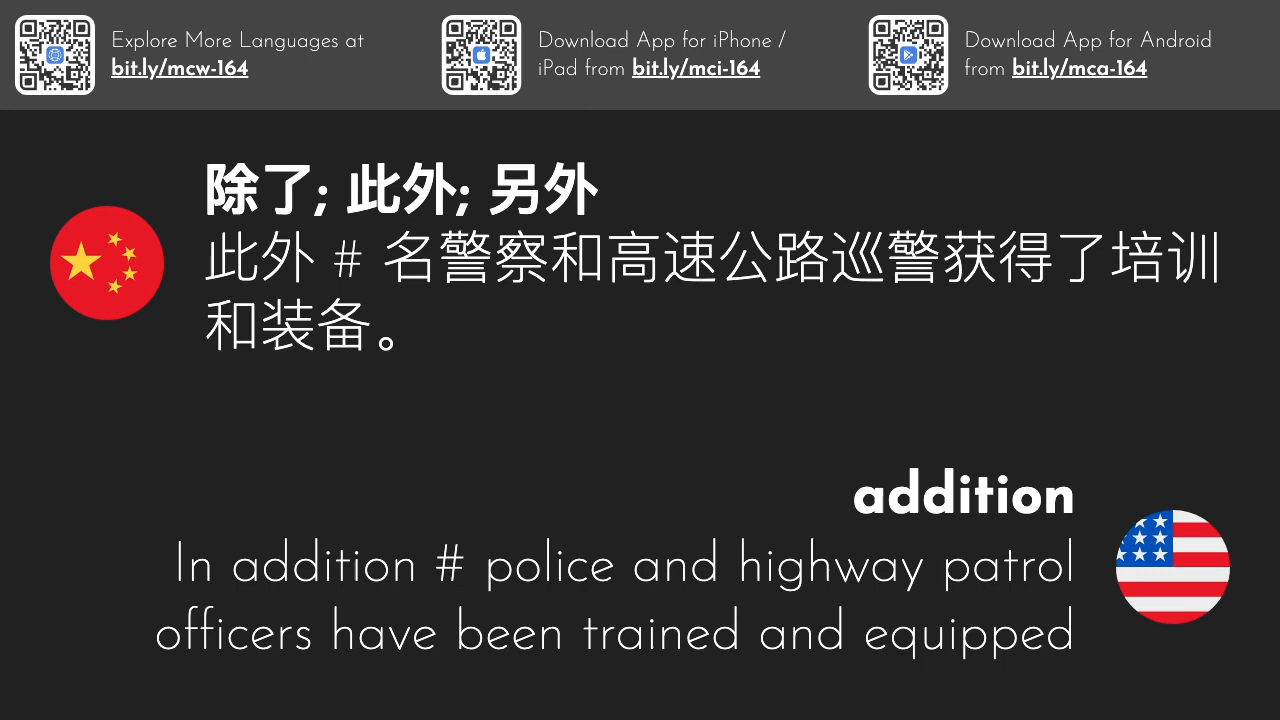 Explore More Languages at
bit.ly/mcw-164
Download App for iPhone /
iPad from bit.ly/mci-164
Download App for Android
from bit.ly/mca-164
除了; 此外; 另外
此外 # 名警察和高速公路巡警获得了培训
和装备。
addition
In addition # police and highway patrol
officers have been trained and equipped